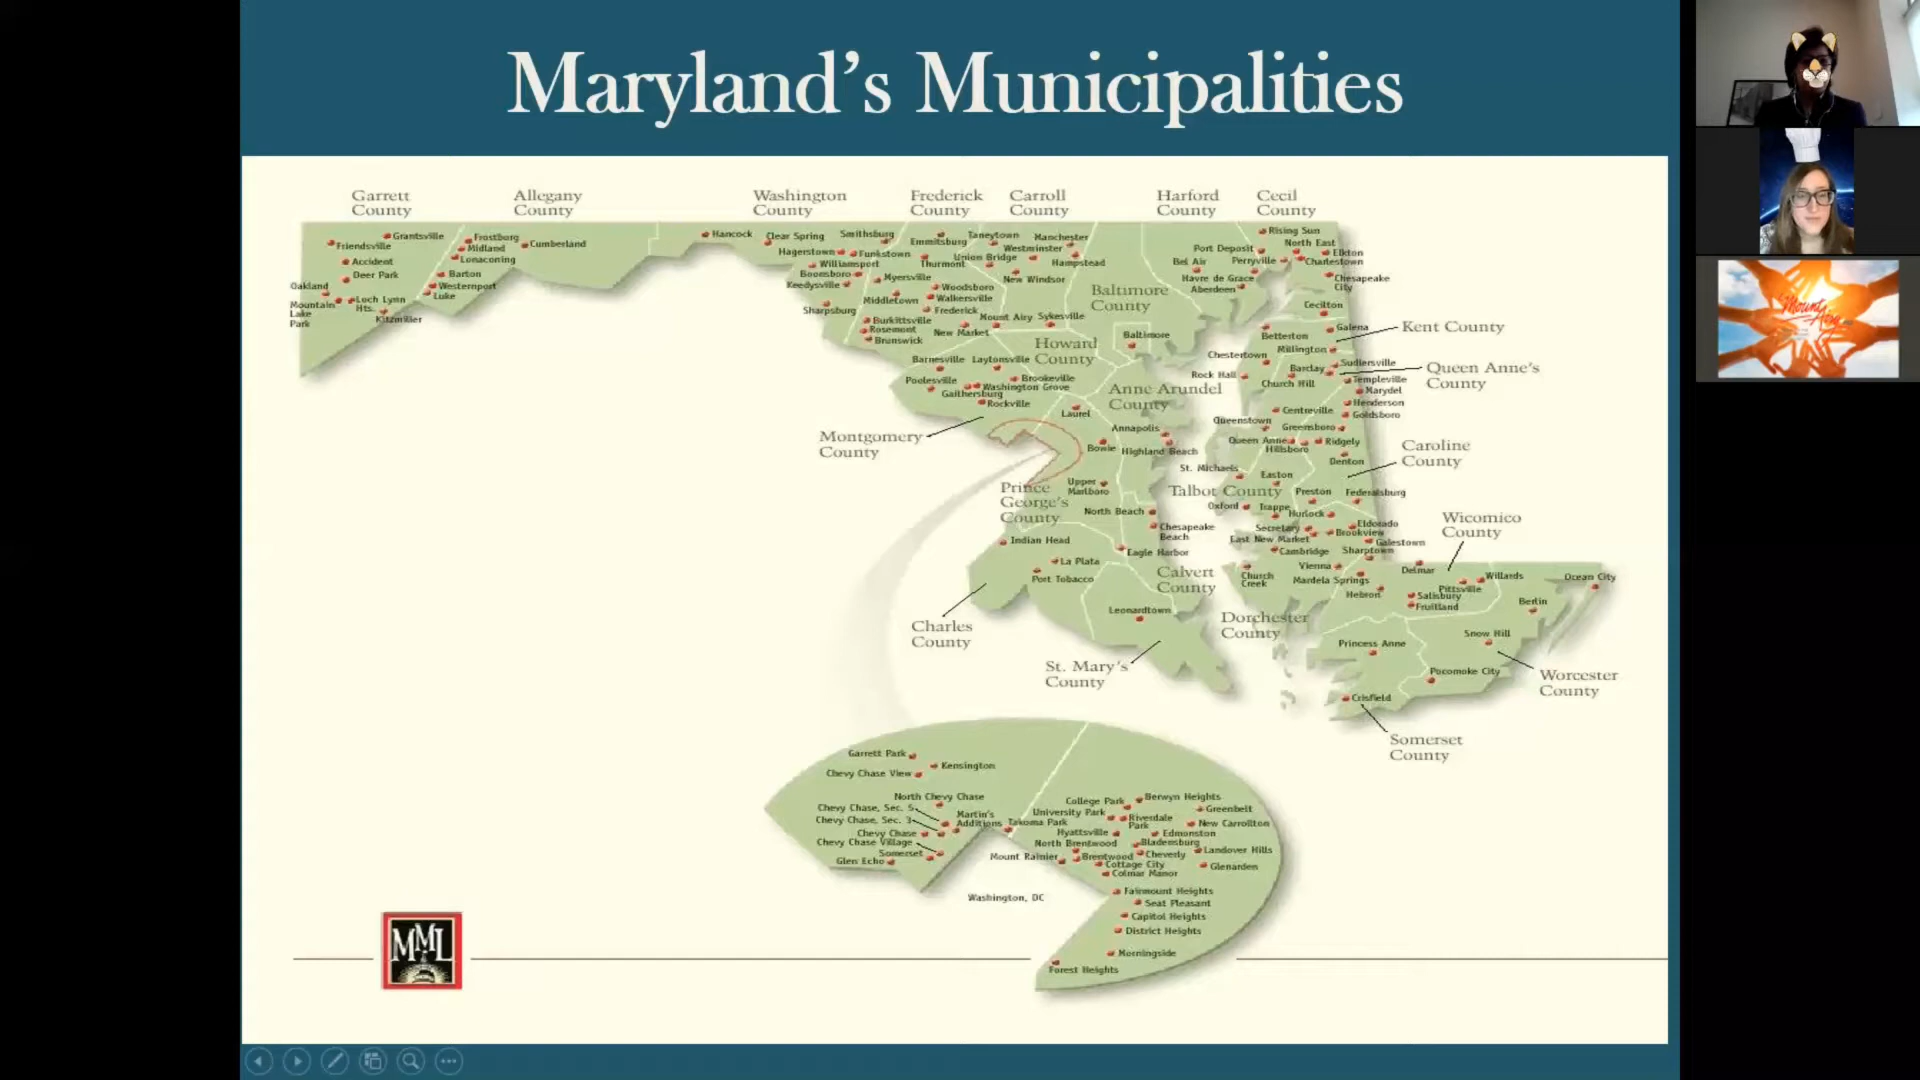 Maryland's Municipalities
Garrett
County
Allegany
County
Washington
County
Frederick
County
Carroll
County
Harford
County
Cecil
County
Grantsville
Friendsville
Accident
Deer Park
Oakland
Mountain
Lake
Park
Loch Lynn
Hts.
Kitzmiller
Frostburg
Midland
Lonaconing
Cumberland
Barton
Westernport
Luke
Hancock
Clear Spring
Smithsburg
Hagerstown
Funkstown
Williamsport
Boonsboro
Keedysville
Sharpsburg
Emmitsburg
Thurmont
Myersville
Woodsboro
Middletown
Walkersville
Frederick
Burkittsville
Rosemont
Brunswick
New Market
Mount Airy
Sykesville
Taneytown
Manchester
Westminster
Union Bridge
Hampstead
New Windsor
Baltimore
County
Baltimore
Bel Air
Havre de Grace
Aberdeen
Port Deposit
Perryville
Rising Sun
North East
Elkton
Charlestown
Chesapeake
City
Cecilton
Howard
County
Barnesville
Laytonsville
Poolesville
Brookeville
Washington Grove
Gaithersburg
Rockville
Laurel
Montgomery
County
Anne Arundel
County
Annapolis
Highland Beach
Bowie
Betterton
Galena
Kent County
Millington
Chestertown
Rock Hall
Sudlersville
Barclay
Church Hill
Templeville
Queen Anne's
County
Marydel
Henderson
Goldsboro
Centreville
Queenstown
Greensboro
Queen Anne
Hillsboro
Ridgely
Denton
Caroline
County
St. Michaels
Easton
Talbot County
Preston
Federalsburg
Oxford
Trappe
Hurlock
Prince
George's
County
Upper
Marlboro
North Beach
Chesapeake
Beach
Eagle Harbor
Indian Head
La Plata
Port Tobacco
Calvert
County
Charles
County
Leonardtown
St. Mary's
County
Secretary
Eldorado
Brookview
East New Market
Galestown
Cambridge
Sharptown
Church
Creek
Vienna
Mardela Springs
Hebron
Dorchester
County
Wicomico
County
Delmar
Pittsville
Willards
Salisbury
Fruitland
Ocean City
Berlin
Snow Hill
Princess Anne
Pocomoke City
Worcester
County
Crisfield
Somerset
County
Garrett Park
Kensington
Chevy Chase View
North Chevy Chase
Chevy Chase, Sec. 5
Chevy Chase, Sec. 3
Martin's
Additions
Chevy Chase
Chevy Chase Village
Somerset
Glen Echo
Takoma Park
College Park
Berwyn Heights
Greenbelt
University Park
Riverdale
Park
New Carrollton
Hyattsville
Edmonston
North Brentwood
Bladensburg
Landover Hills
Mount Rainier
Brentwood
Cheverly
Cottage City
Glenarden
Colmar Manor
Washington, DC
Fairmount Heights
Seat Pleasant
Capitol Heights
District Heights
Morningside
Forest Heights
MML